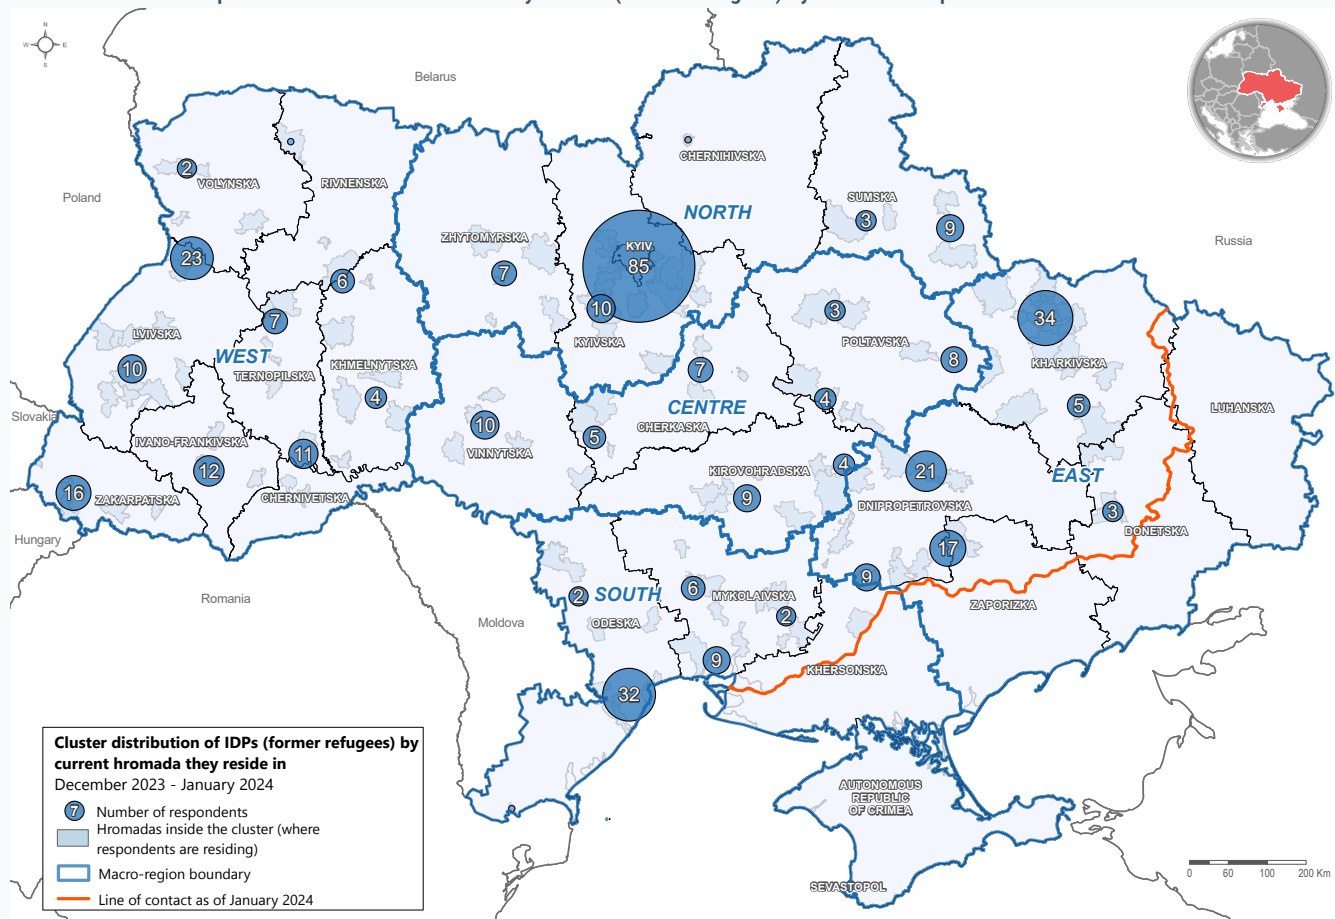 N
W E
S
Belarus
CHERNIHIVSKA
2
VOLYNSKA
RIVNENSKA
Poland
SUMSKA
NORTH
3
9
ZHYTOMYRSKA
KYIV
Russia
23
85
7
6
10
3
7
34
LVIVSKA
KYIVSKA
POLTAVSKA
WEST
8
KHARKIVSKA
10
TERNOPILSKA
KHMELNYTSKA
7
4
4
5
CENTRE
LUHANSKA
Slovakia
10
5
CHERKASKA
IVANO-FRANKIVSKA
11
VINNYTSKA
12
4
KIROVOHRADSKA
21
EAST
16
ZAKARPATSKA
CHERNIVETSKA
9
DNIPROPETROVSKA
3
DONETSKA
Hungary
17
9
SOUTH
6
2
MYKOLAIVSKA
Romania
ZAPORIZKA
Moldova
ODESKA
2
9
KHERSONSKA
32
Cluster distribution of IDPs (former refugees) by
current hromada they reside in
December 2023 - January 2024
7 Number of respondents
Hromadas inside the cluster (where
respondents are residing)
Macro-region boundary
Line of contact as of January 2024
AUTONOMOUS
REPUBLIC
OF CRIMEA
SEVASTOPOL
0 60 100 200 Km